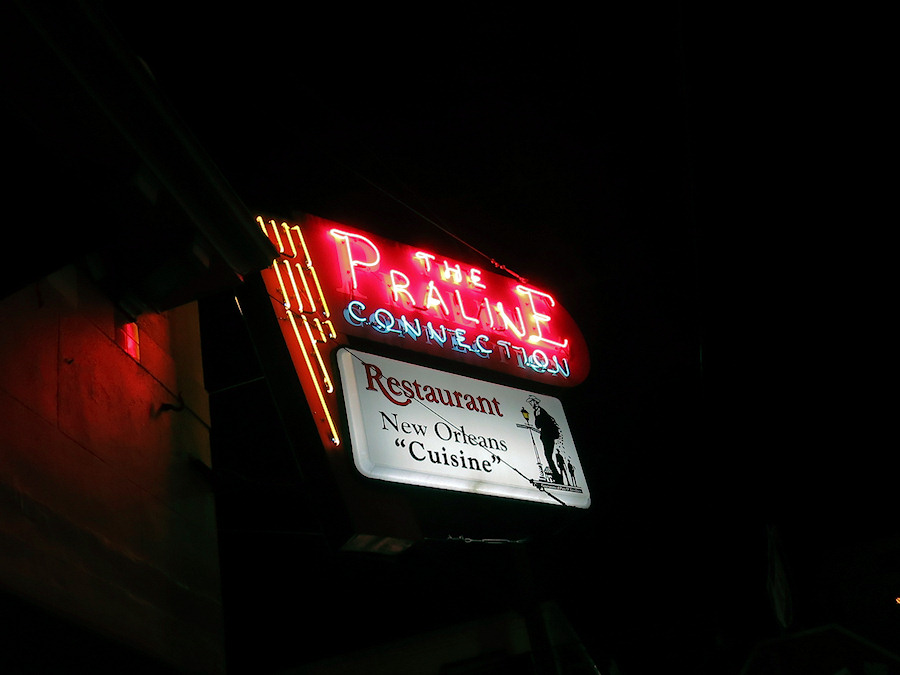 THE
PRALINE
CONNECTION
Restaurant
New Orleans
“Cuisine”